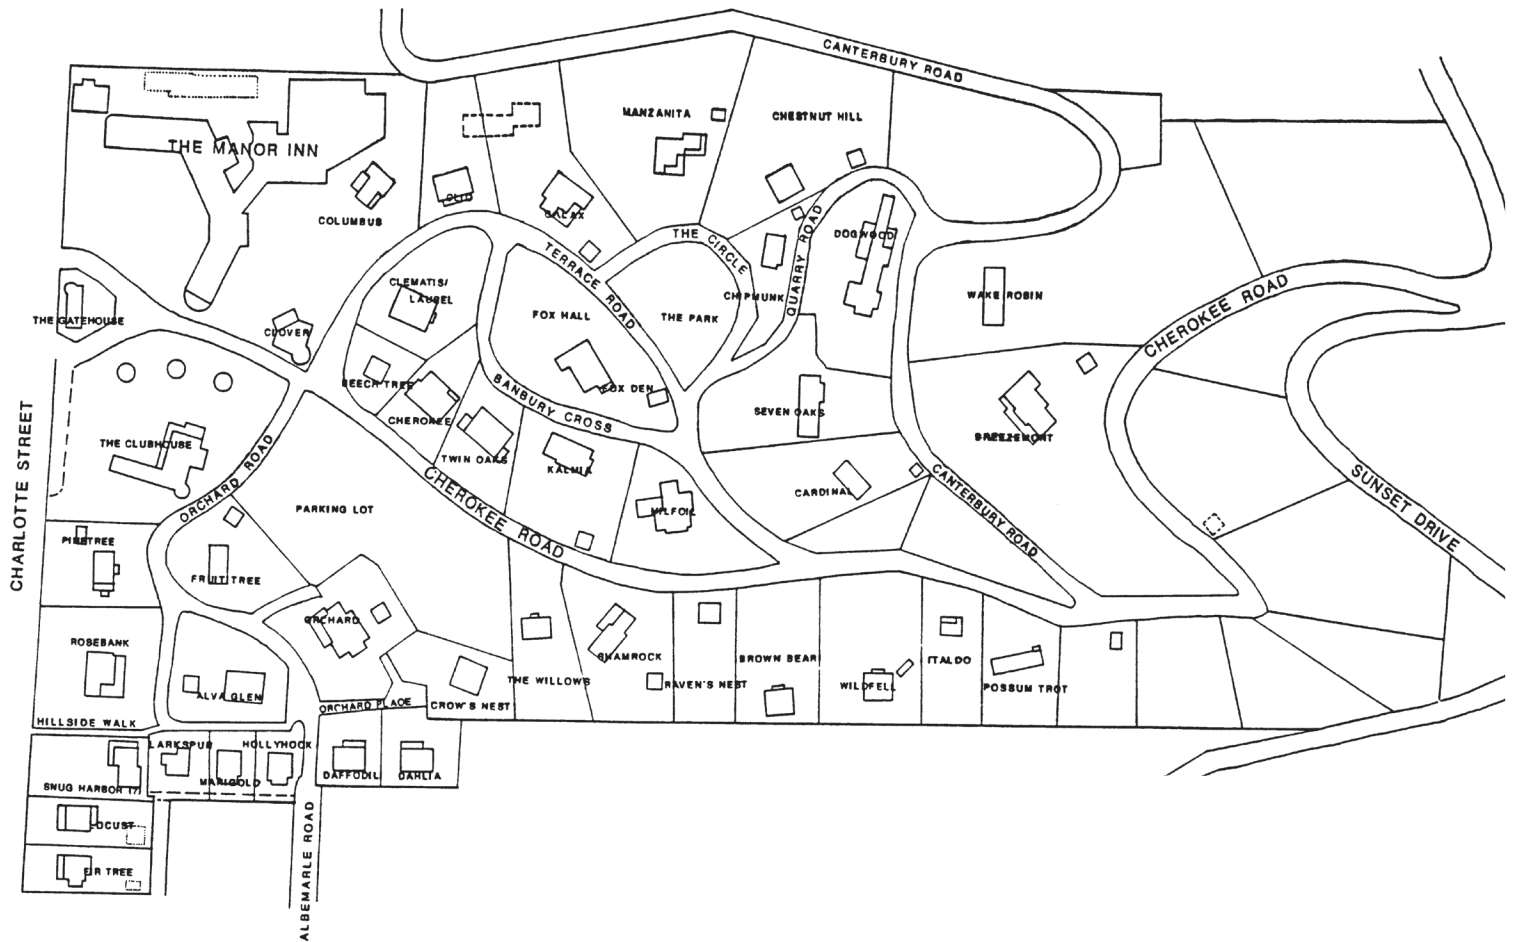 CANTERBURY ROAD
MANZANITA
CHESTNUT HILL
THE MANOR INN
COLUMBUS
GALAX
THE CIRCLE
TERRACE ROAD
QUARRY ROAD
DOGWOOD
CLEMATIS/
LAUREL
CHIPMUNK
WAKE ROBIN
CHEROKEE ROAD
THE GATEHOUSE
CLOVER
FOX HALL
THE PARK
BEECH TREE
FOX DEN
BANBURY CROSS
CHEROKEE
SEVEN OAKS
BREEZEMONT
CHARLOTTE STREET
THE CLUBHOUSE
ORCHARD ROAD
TWIN OAKS
KALMIA
CARDINAL
CANTERBURY ROAD
SUNSET DRIVE
PARKING LOT
CHEROKEE ROAD
MILFOIL
PINETREE
FRUIT TREE
ORCHARD
ROSEBANK
SHAMROCK
BROWN BEAR
ITALDO
THE WILLOWS
RAVEN'S NEST
WILDFELL
POSSUM TROT
ALVA GLEN
ORCHARD PLACE
CROW'S NEST
HILLSIDE WALK
LARKSPUR
HOLLYHOCK
MARIGOLD
DAFFODIL
DAHLIA
SNUG HARBOR (?)
LOCUST
FIR TREE
ALBEMARLE ROAD